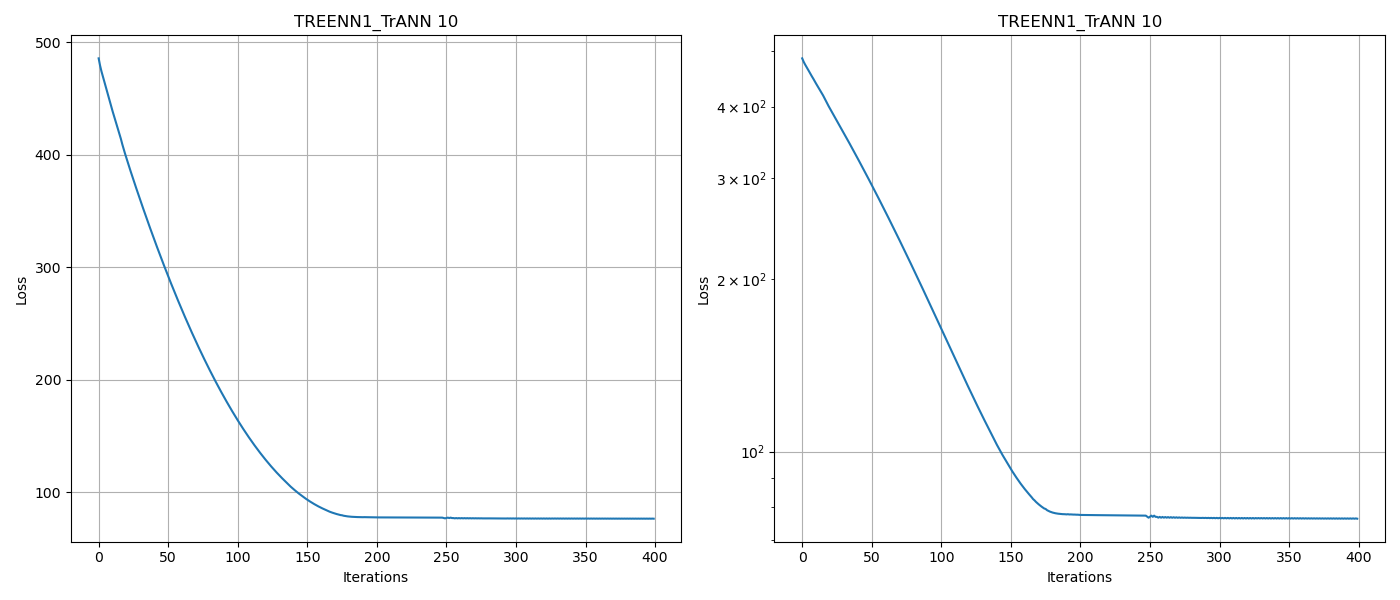 TREENN1_TrANN 10
500
400
300
200
100
Loss
0 50 100 150 200 250 300 350 400
Iterations
TREENN1_TrANN 10
4 × 10²
3 × 10²
2 × 10²
10²
Loss
0 50 100 150 200 250 300 350 400
Iterations